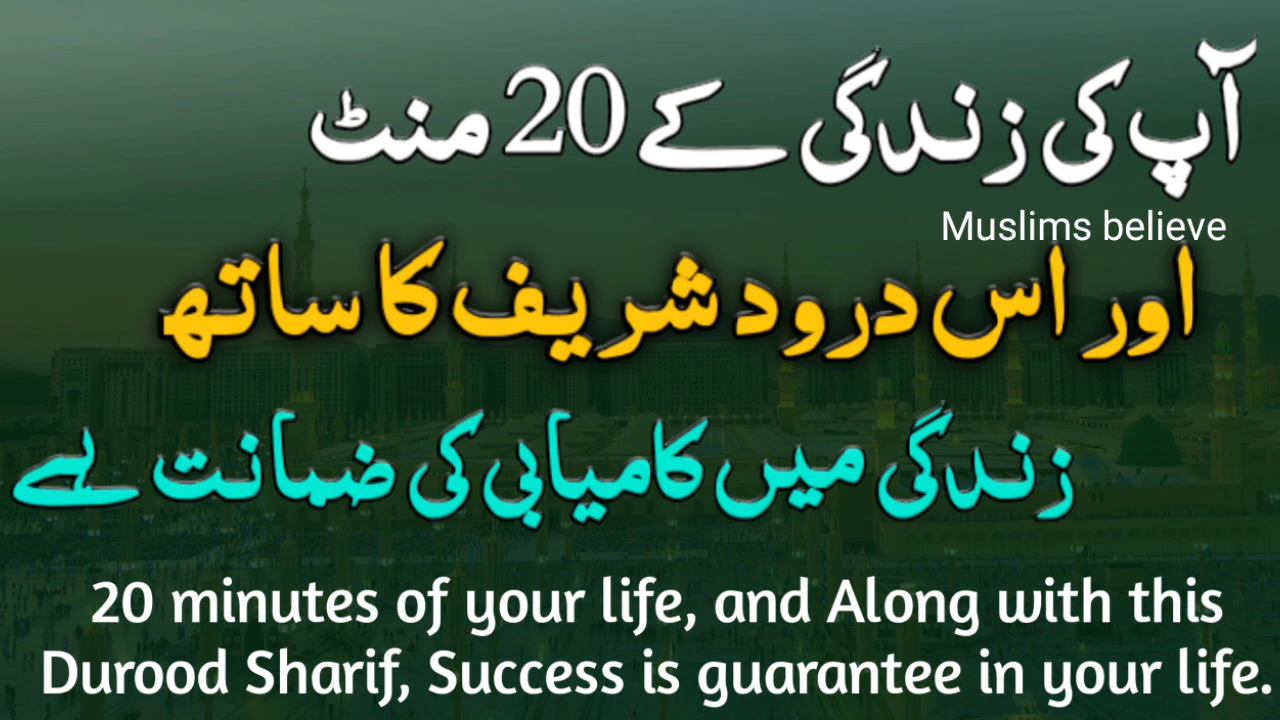 آپ کی زندگی کے 20 منٹ
Muslims believe
اور اس درود شریف کا ساتھ
زندگی میں کامیابی کی ضمانت ہے
20 minutes of your life, and Along with this
Durood Sharif, Success is guarantee in your life.